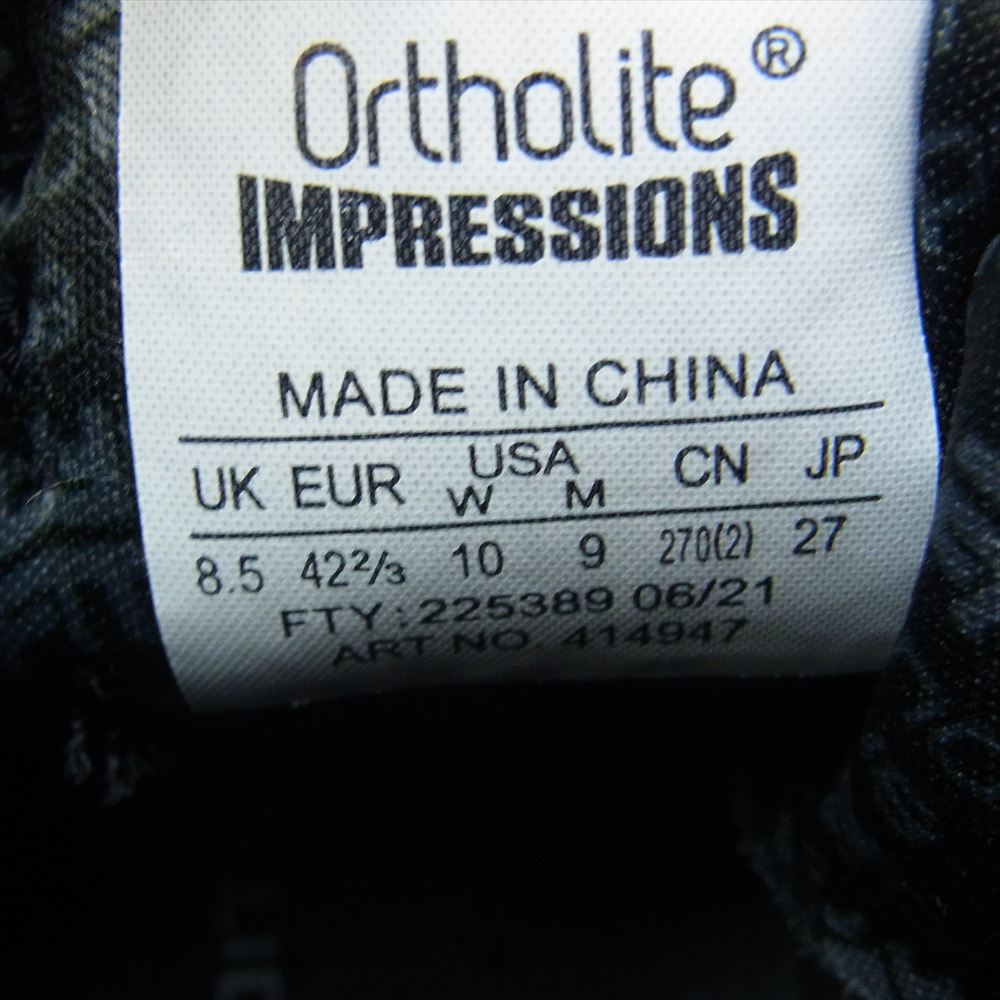 Ortholite®
IMPRESSIONS
MADE IN CHINA
UK EUR USA CN JP
W M
8.5 42²/₃ 10 9 270(2) 27
FTY:225389 06/21
ART NO. 414947